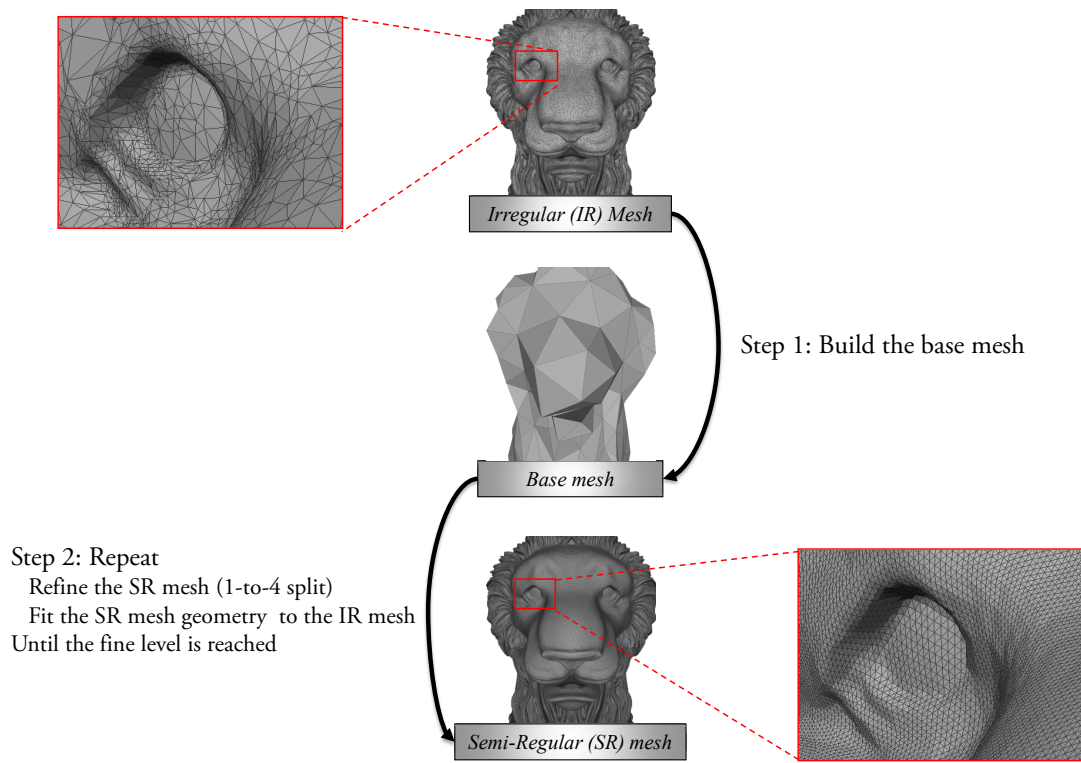 Irregular (IR) Mesh
Step 1: Build the base mesh
Base mesh
Step 2: Repeat
Refine the SR mesh (1-to-4 split)
Fit the SR mesh geometry to the IR mesh
Until the fine level is reached
Semi-Regular (SR) mesh